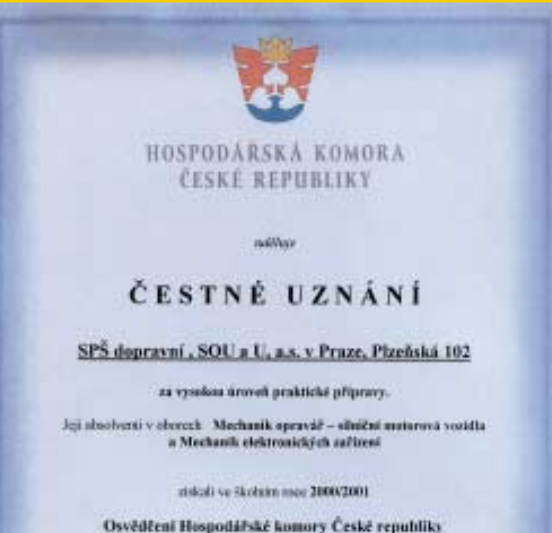 HOSPODÁŘSKÁ KOMORA
ČESKÉ REPUBLIKY
uděluje
ČESTNÉ UZNÁNÍ
SPŠ dopravní , SOU a U, a.s. v Praze, Plzeňská 102
za vysokou úroveň praktické přípravy.
Její absolventi v oborech Mechanik opravář – silniční motorová vozidla
a Mechanik elektronických zařízení
získali ve školním roce 2000/2001
Osvědčení Hospodářské komory České republiky